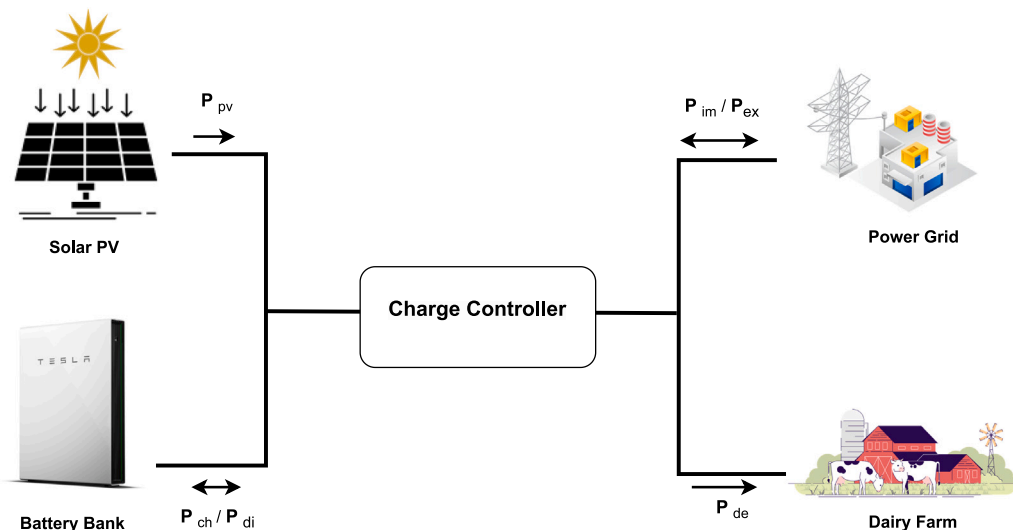 P pv
P im / P ex
Solar PV
Power Grid
Charge Controller
TESLA
P ch / P di
P de
Battery Bank
Dairy Farm